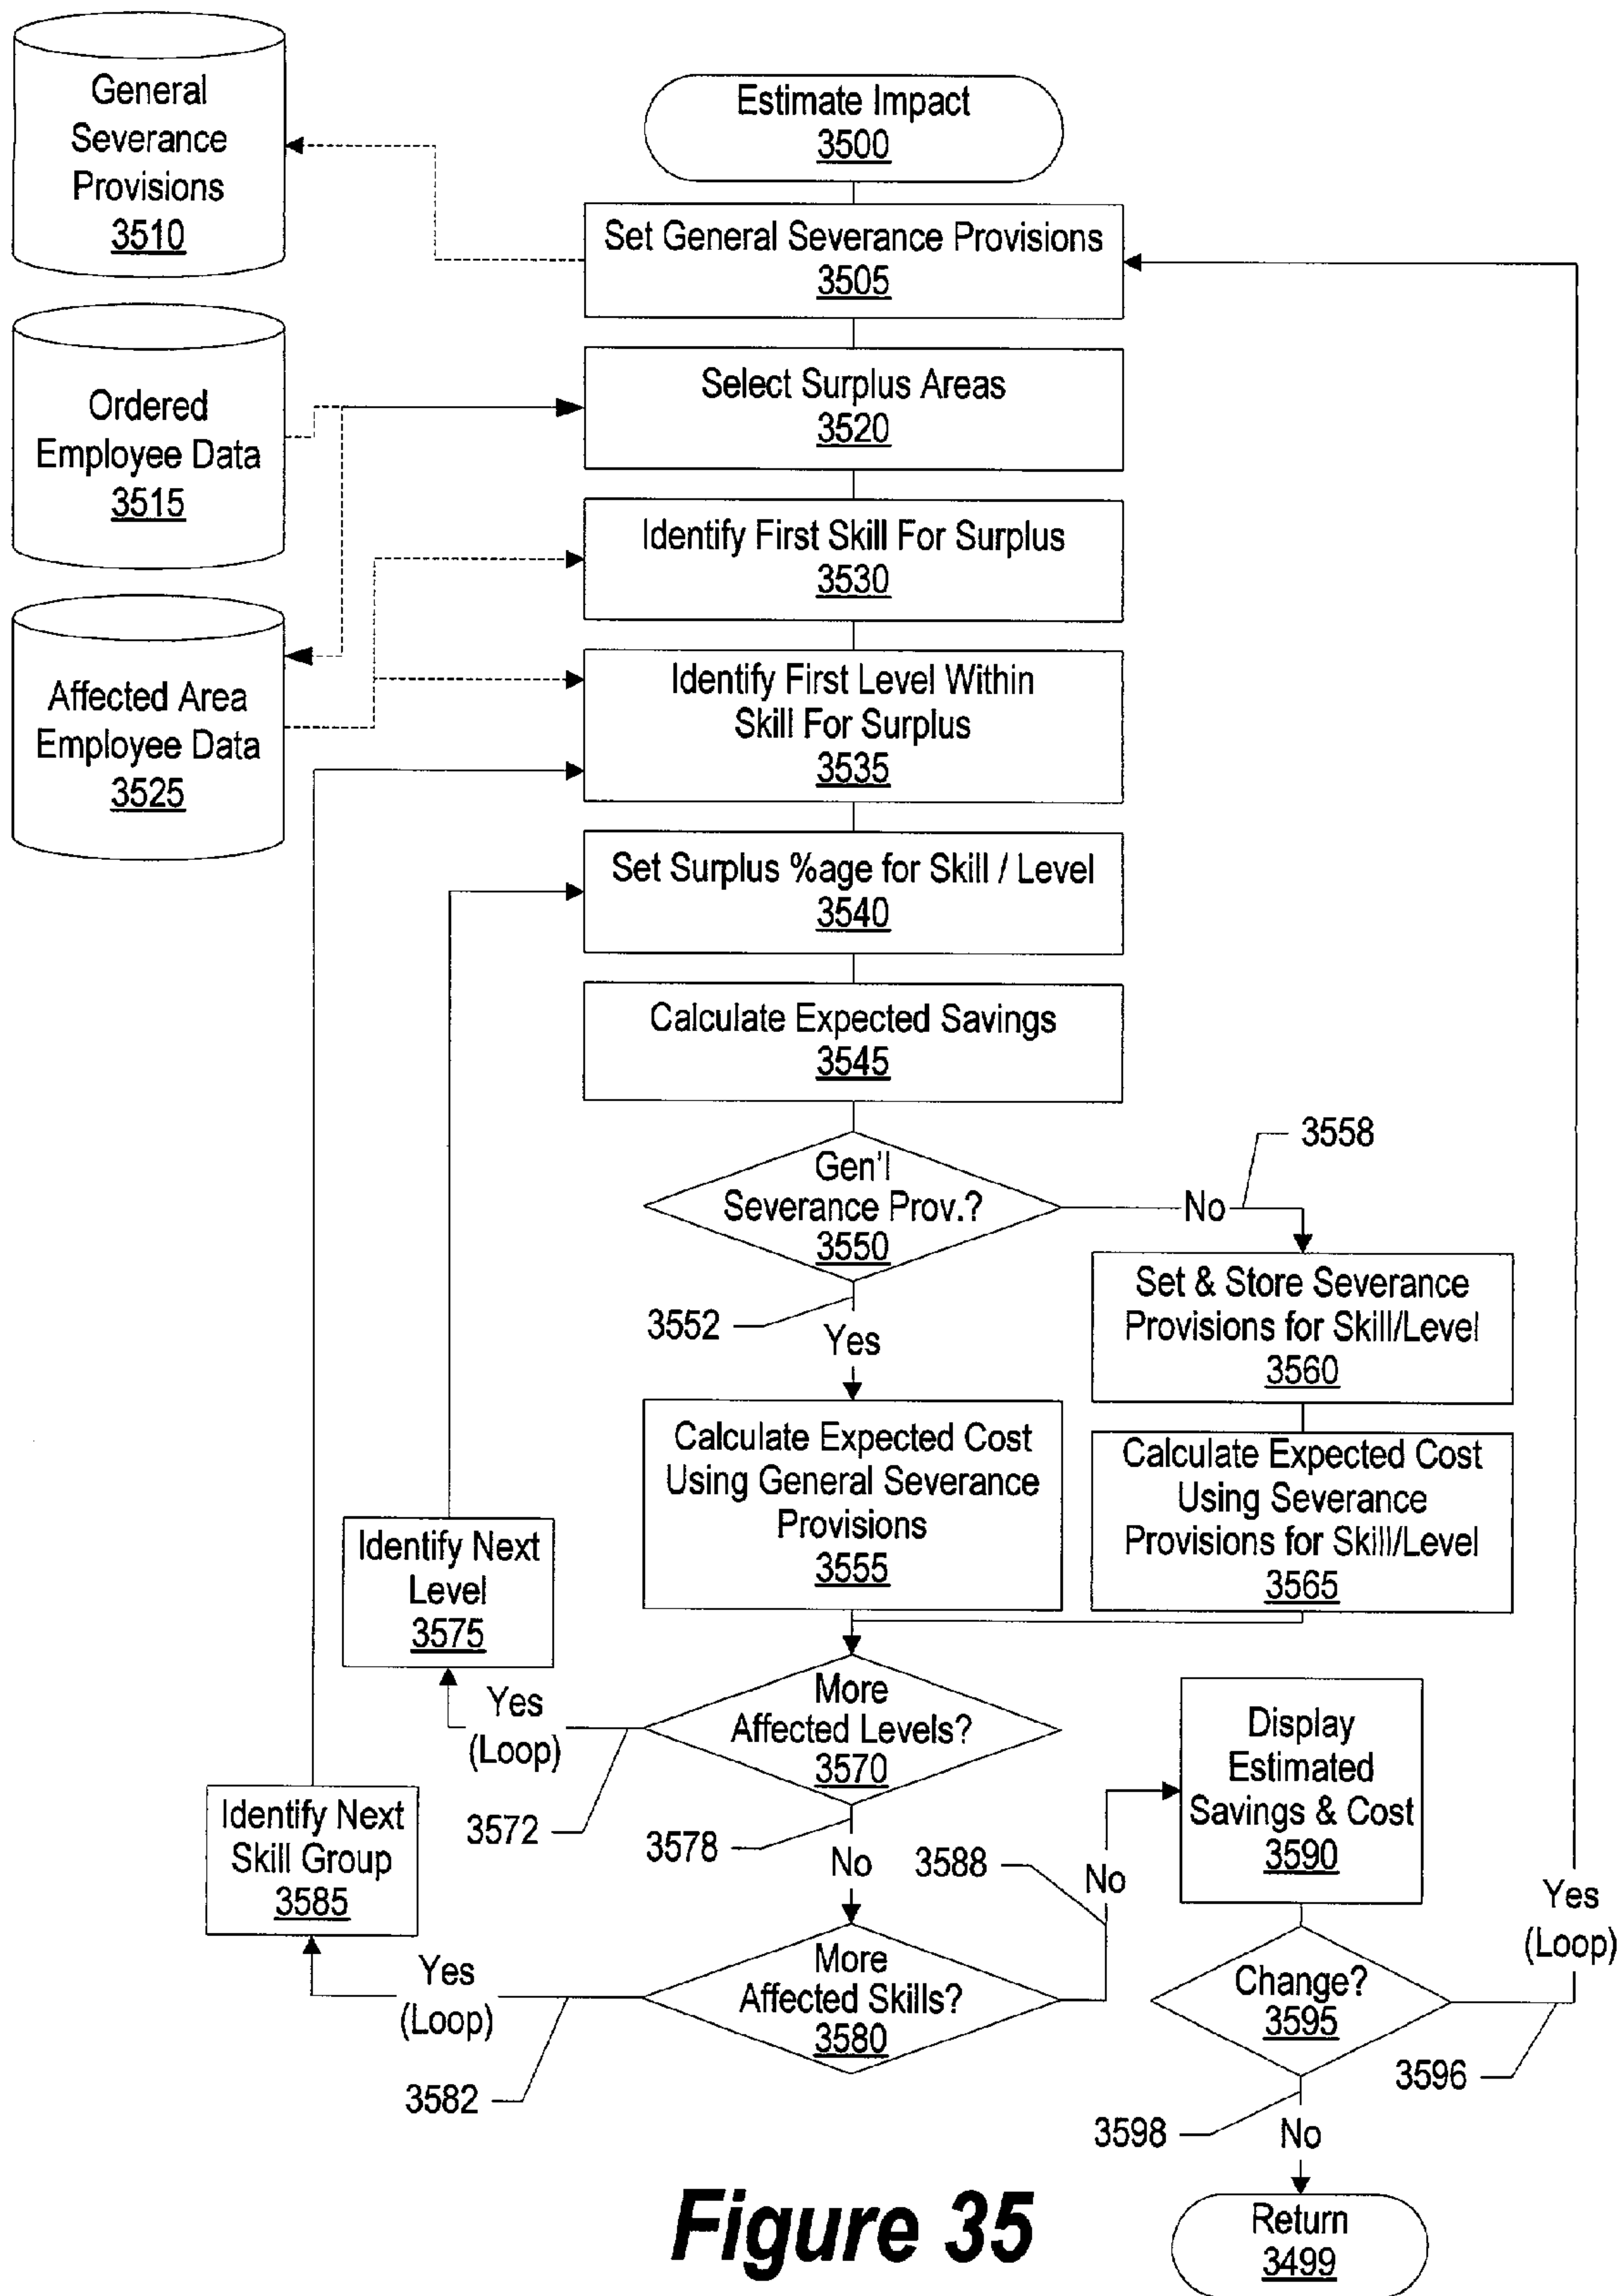 General
Severance
Provisions
3510
Estimate Impact
3500
Set General Severance Provisions
3505
Ordered
Employee Data
3515
Select Surplus Areas
3520
Identify First Skill For Surplus
3530
Affected Area
Employee Data
3525
Identify First Level Within
Skill For Surplus
3535
Set Surplus %age for Skill / Level
3540
Calculate Expected Savings
3545
Gen'l
Severance Prov.?
3550
3558
No
3552
Yes
Set & Store Severance
Provisions for Skill/Level
3560
Calculate Expected Cost
Using General Severance
Provisions
3555
Calculate Expected Cost
Using Severance
Provisions for Skill/Level
3565
Identify Next
Level
3575
Yes
(Loop)
More
Affected Levels?
3570
3572
3578
No
Display
Estimated
Savings & Cost
3590
Identify Next
Skill Group
3585
3588
No
Yes
(Loop)
Yes
(Loop)
More
Affected Skills?
3580
Change?
3595
3582
3596
3598
No
Return
3499
Figure 35